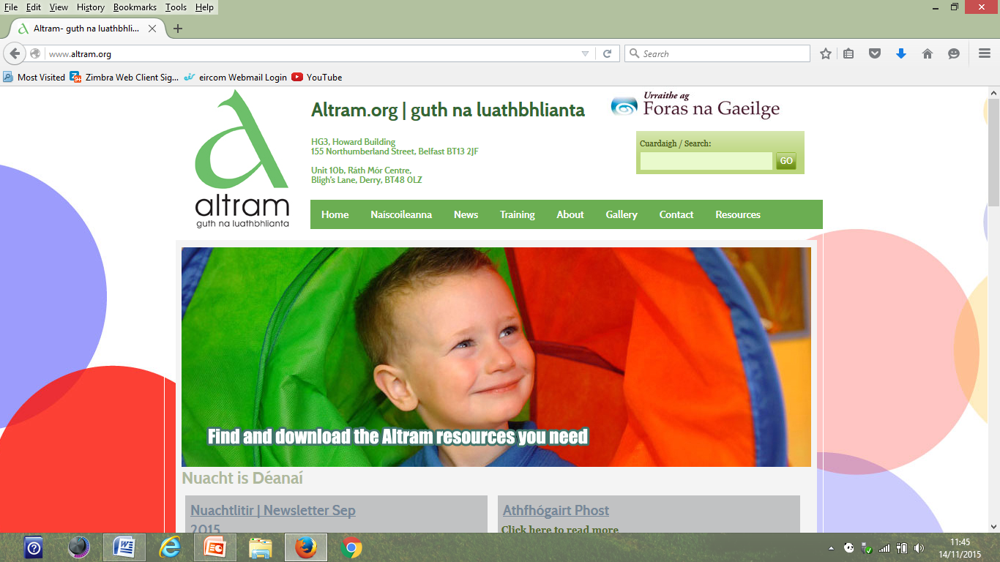 File Edit View History Bookmarks Tools Help
Altram- guth na luathbhli...
www.altram.org
Search
Most Visited Zimbra Web Client Sig... eircom Webmail Login YouTube
altram
guth na luathbhlianta
Altram.org | guth na luathbhlianta
HG3, Howard Building
155 Northumberland Street, Belfast BT13 2JF
Unit 10b, Ráth Mór Centre,
Bligh's Lane, Derry, BT48 0LZ
Urraithe ag
Foras na Gaeilge
Cuardaigh / Search:
GO
Home Naíscoileanna News Training About Gallery Contact Resources
Find and download the Altram resources you need
Nuacht is Déanaí
Nuachtlitir | Newsletter Sep
2015
Athfhógairt Phost
Click here to read more
11:45
14/11/2015